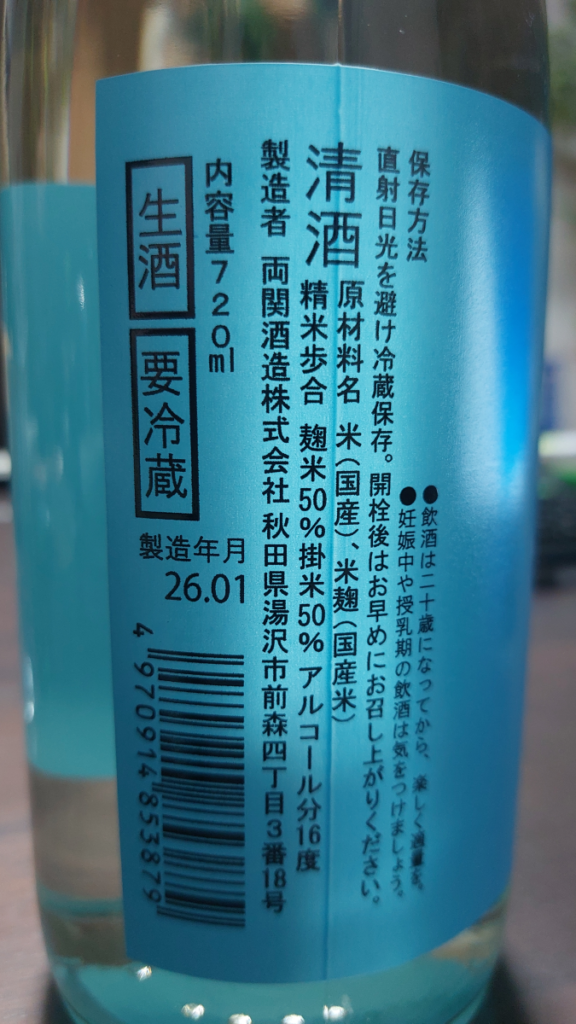 保存方法
直射日光を避け冷蔵保存。開栓後はお早めにお召し上がりください。
●飲酒は二十歳になってから、楽しく適量を。
●妊娠中や授乳期の飲酒は気をつけましょう。
清酒
原材料名 米(国産)、米麹(国産米)
精米歩合 麹米50%掛米50% アルコール分16度
製造者 両関酒造株式会社 秋田県湯沢市前森四丁目3番18号
内容量720ml
生酒
要冷蔵
製造年月
26.01
4970914853879